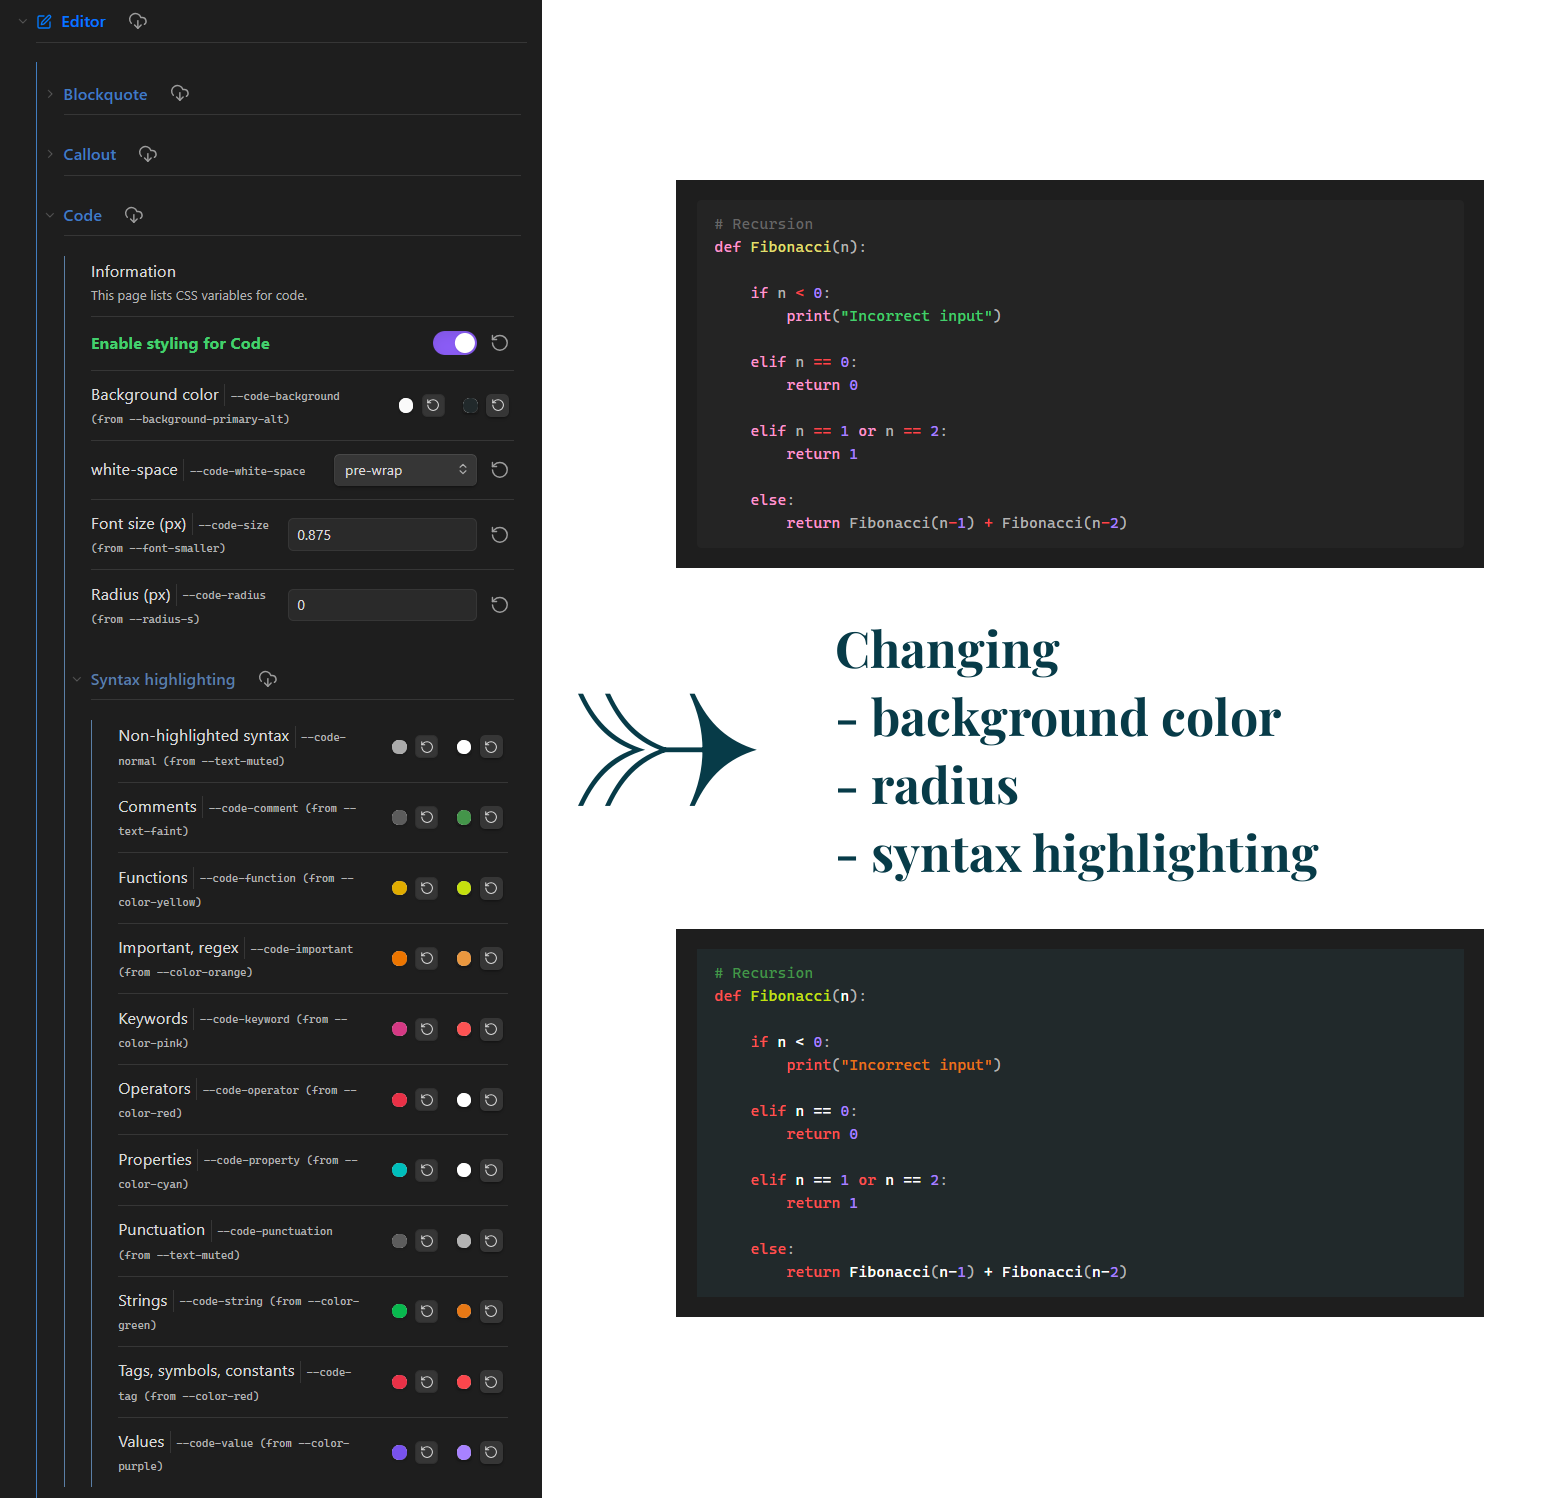 Editor
Blockquote
Callout
Code
Information
This page lists CSS variables for code.
Enable styling for Code
Background color --code-background
(from --background-primary-alt)
white-space --code-white-space pre-wrap
Font size (px) --code-size
(from --font-smaller)
0.875
Radius (px) --code-radius
(from --radius-s)
0
Syntax highlighting
Non-highlighted syntax --code-
normal (from --text-muted)
Comments --code-comment (from --
text-faint)
Functions --code-function (from --
color-yellow)
Important, regex --code-important
(from --color-orange)
Keywords --code-keyword (from --
color-pink)
Operators --code-operator (from --
color-red)
Properties --code-property (from --
color-cyan)
Punctuation --code-punctuation
(from --text-muted)
Strings --code-string (from --color-
green)
Tags, symbols, constants --code-
tag (from --color-red)
Values --code-value (from --color-
purple)
# Recursion
def Fibonacci(n):
if n < 0:
print("Incorrect input")
elif n == 0:
return 0
elif n == 1 or n == 2:
return 1
else:
return Fibonacci(n-1) + Fibonacci(n-2)
Changing
- background color
- radius
- syntax highlighting
# Recursion
def Fibonacci(n):
if n < 0:
print("Incorrect input")
elif n == 0:
return 0
elif n == 1 or n == 2:
return 1
else:
return Fibonacci(n-1) + Fibonacci(n-2)